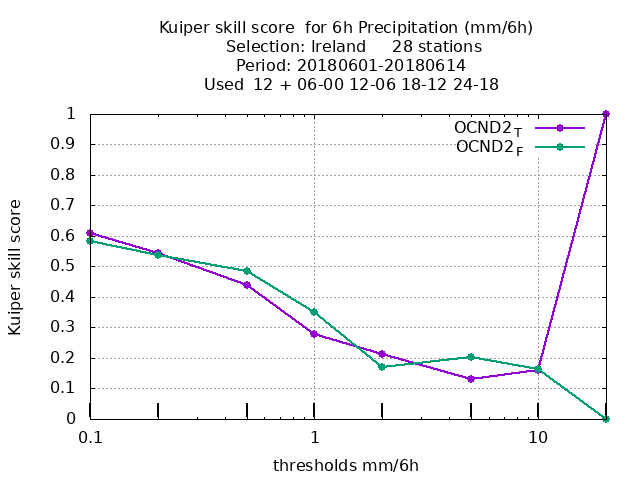 Kuiper skill score  for 6h Precipitation (mm/6h)
Selection: Ireland     28 stations
Period: 20180601-20180614
Used  12 + 06-00 12-06 18-12 24-18
OCND2T
OCND2F
1
0.9
0.8
0.7
0.6
0.5
0.4
0.3
0.2
0.1
0
Kuiper skill score
0.1 1 10
thresholds mm/6h